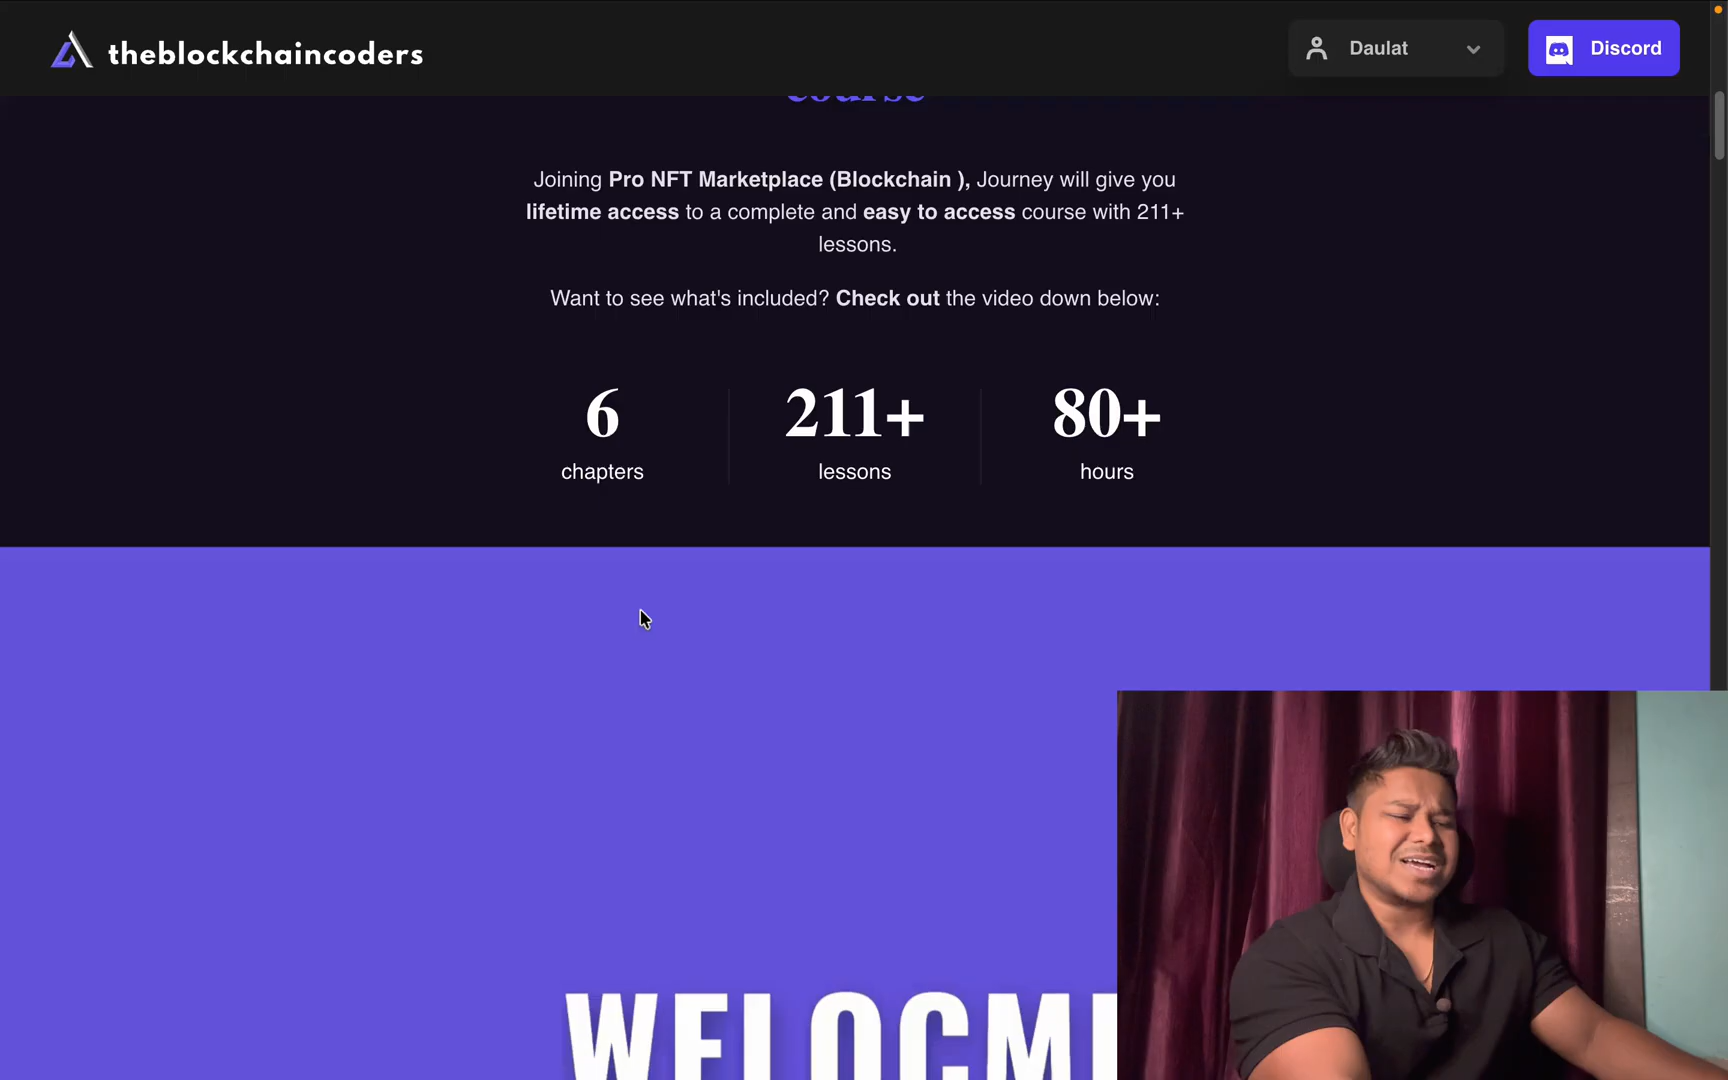 theblockchaincoders
Daulat
Discord
course
Joining Pro NFT Marketplace (Blockchain ), Journey will give you
lifetime access to a complete and easy to access course with 211+
lessons.
Want to see what's included? Check out the video down below:
6
211+
80+
chapters
lessons
hours
WELOCM